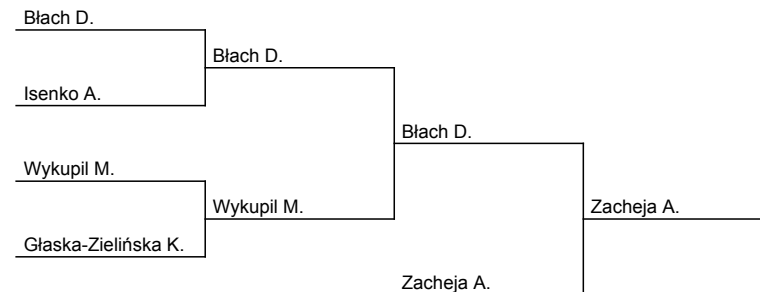 Błach D.
Błach D.
Isenko A.
Błach D.
Wykupil M.
Wykupil M.
Zacheja A.
Głaska-Zielińska K.
Zacheja A.